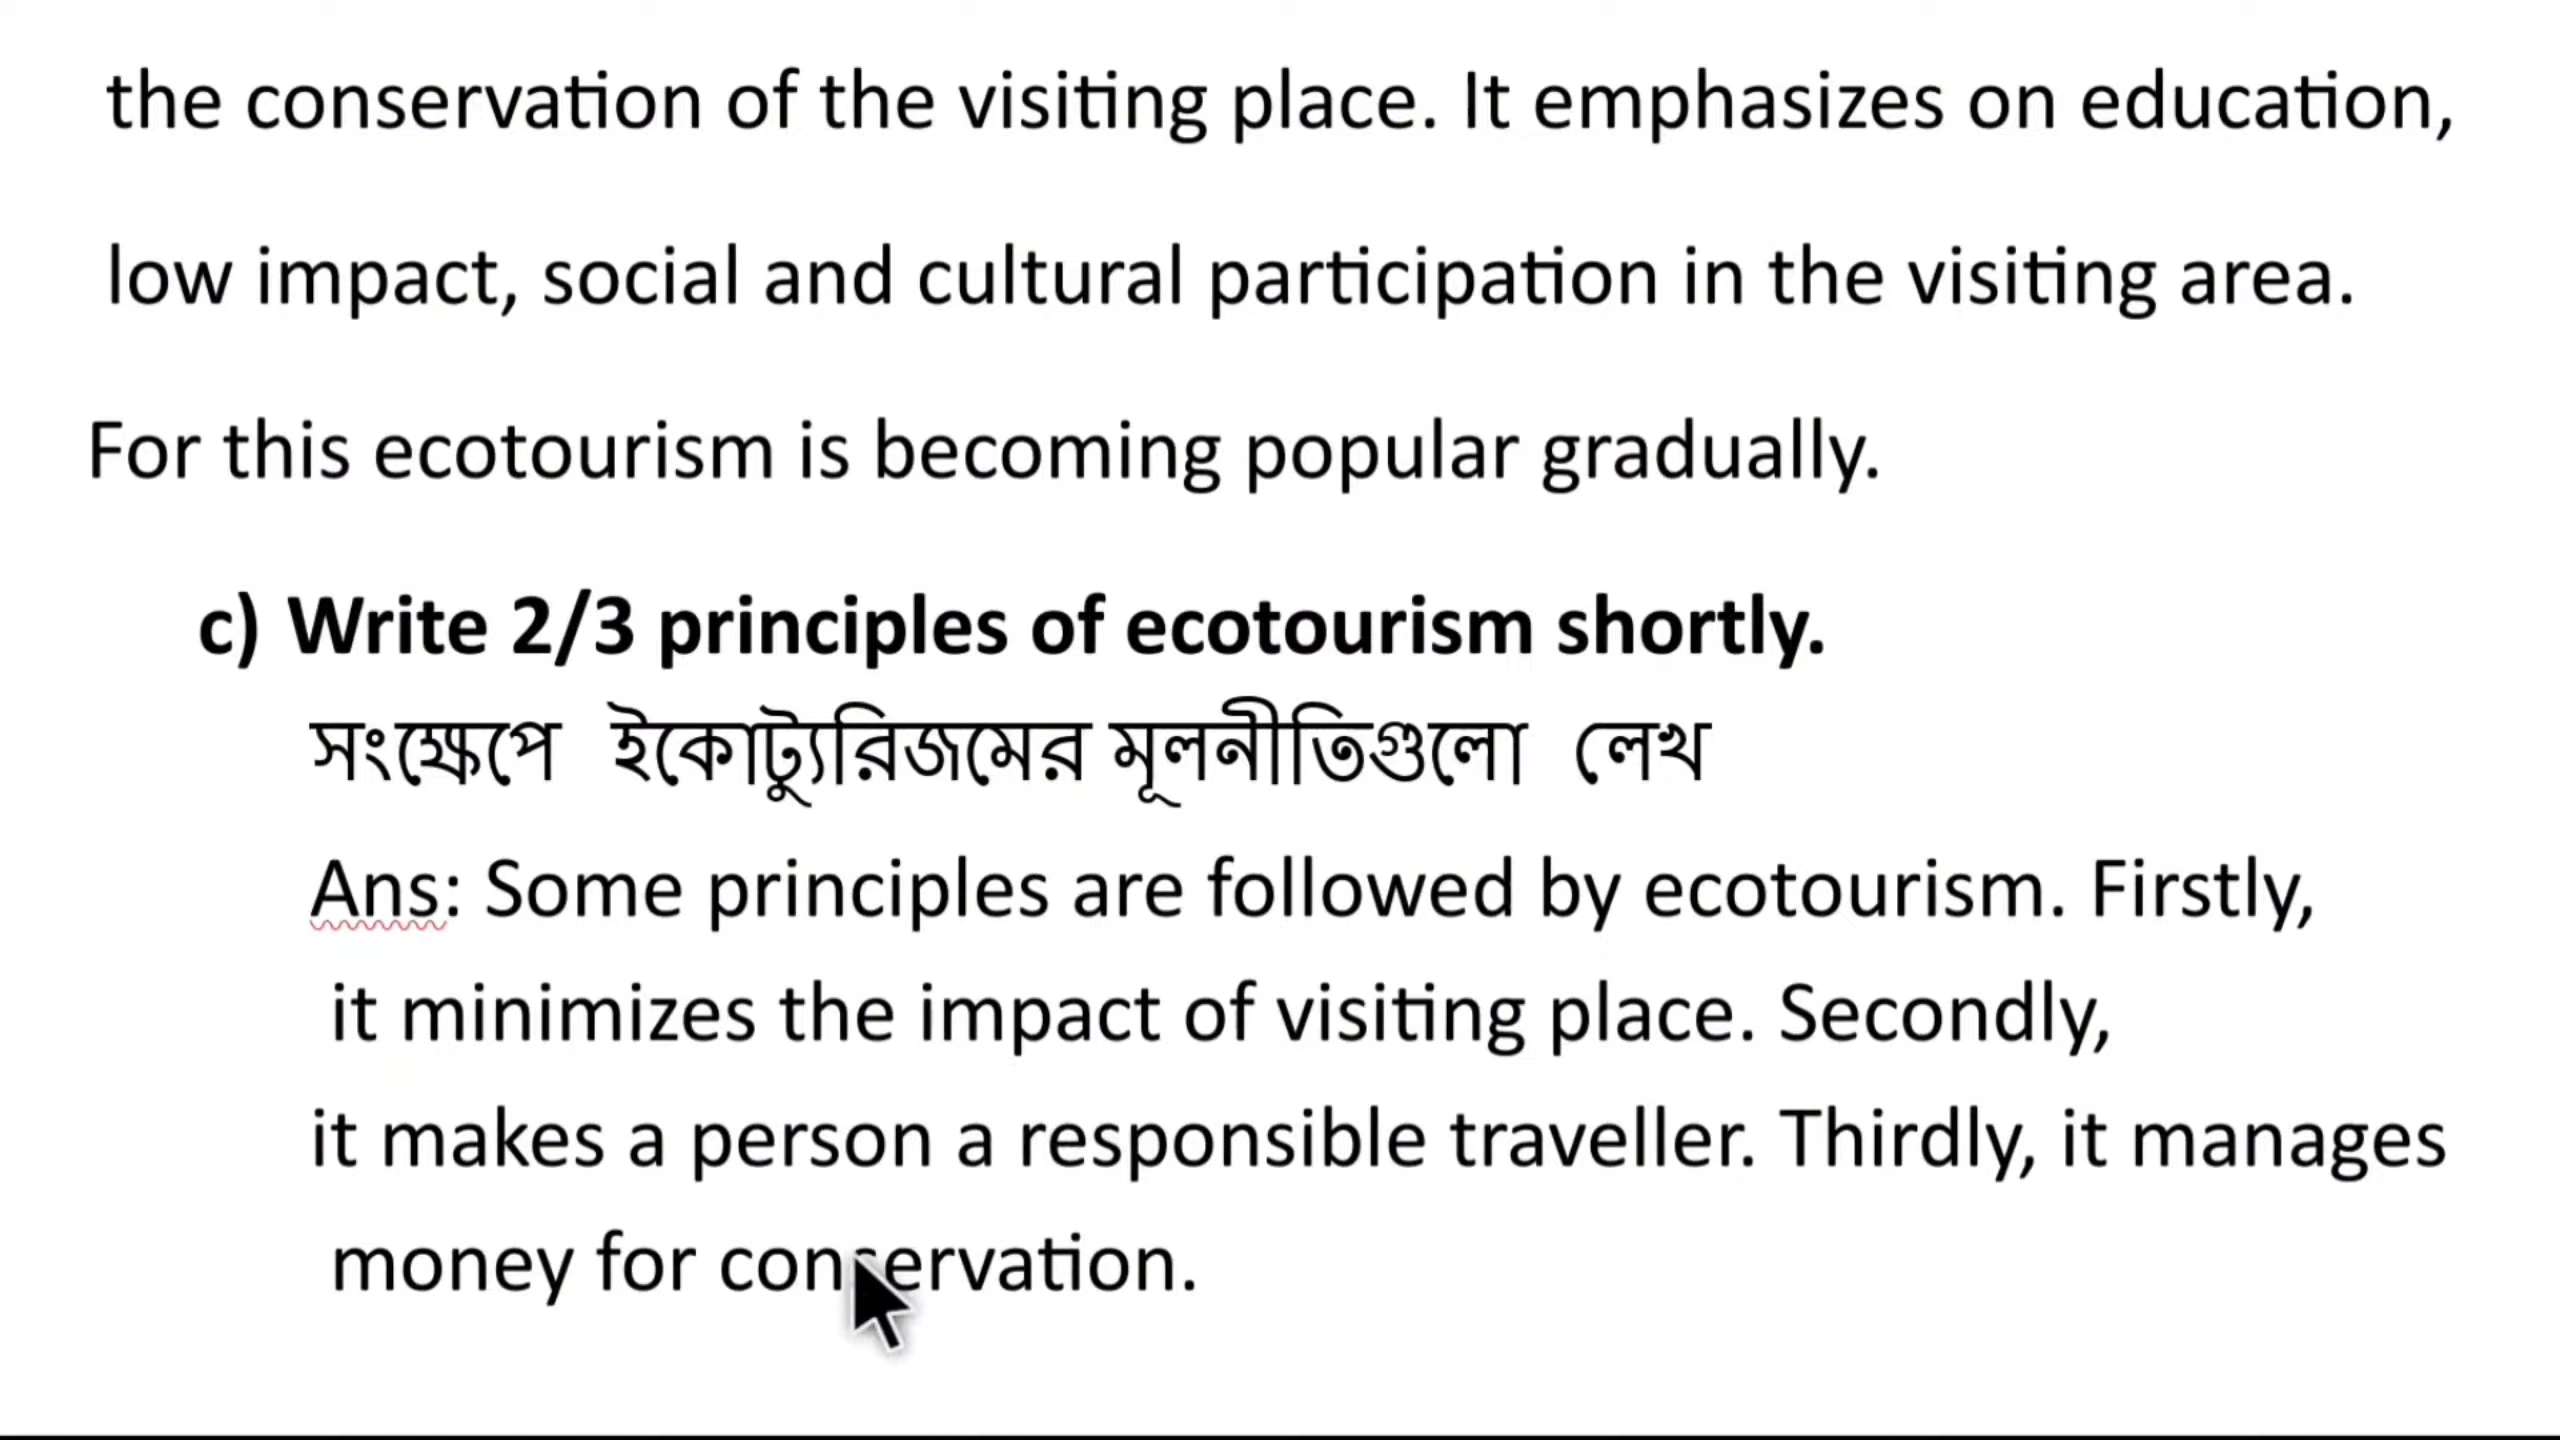 the conservation of the visiting place. It emphasizes on education,
low impact, social and cultural participation in the visiting area.
For this ecotourism is becoming popular gradually.
c) Write 2/3 principles of ecotourism shortly.
সংক্ষেপে ইকোট্যুরিজমের মূলনীতিগুলো লেখ
Ans: Some principles are followed by ecotourism. Firstly,
it minimizes the impact of visiting place. Secondly,
it makes a person a responsible traveller. Thirdly, it manages
money for conservation.